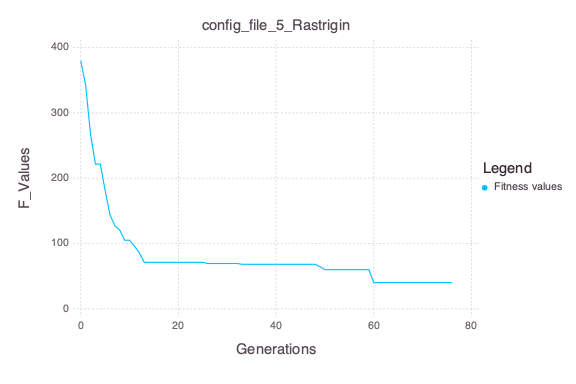 config_file_5_Rastrigin
400
300
200
100
0
F_Values
0 20 40 60 80
Generations
Legend
Fitness values